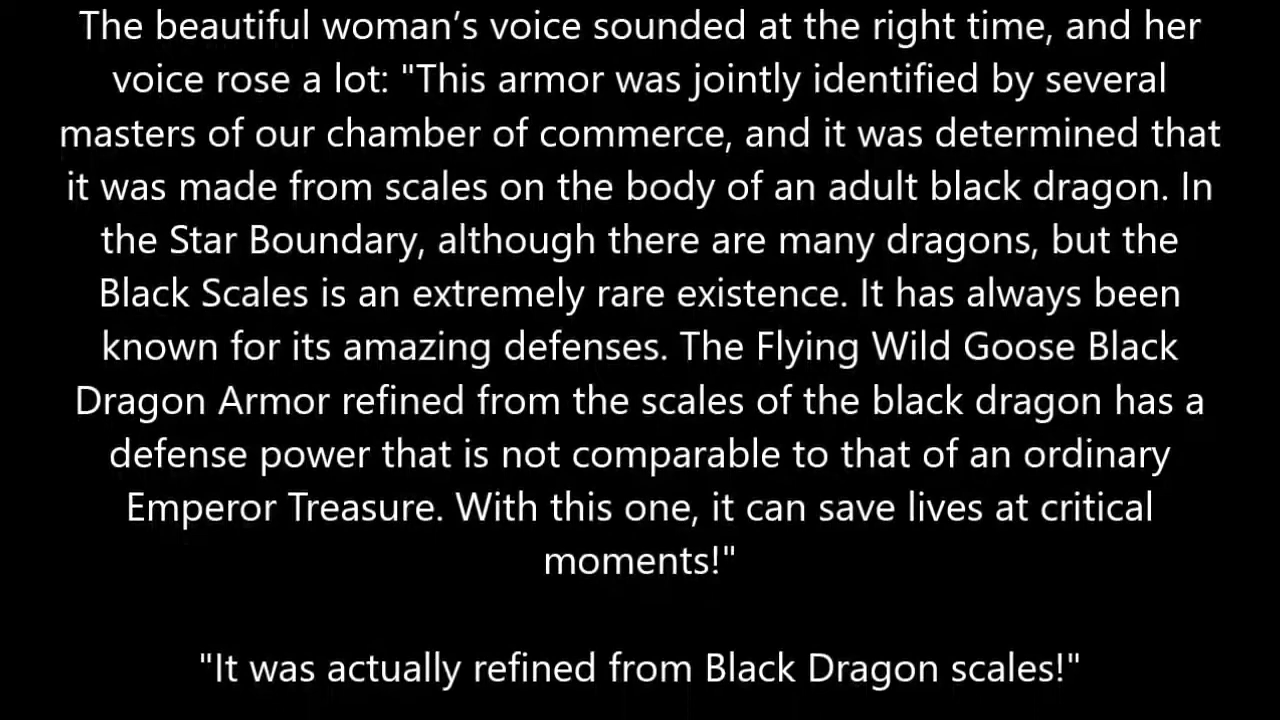 The beautiful woman’s voice sounded at the right time, and her
voice rose a lot: "This armor was jointly identified by several
masters of our chamber of commerce, and it was determined that
it was made from scales on the body of an adult black dragon. In
the Star Boundary, although there are many dragons, but the
Black Scales is an extremely rare existence. It has always been
known for its amazing defenses. The Flying Wild Goose Black
Dragon Armor refined from the scales of the black dragon has a
defense power that is not comparable to that of an ordinary
Emperor Treasure. With this one, it can save lives at critical
moments!"
"It was actually refined from Black Dragon scales!"